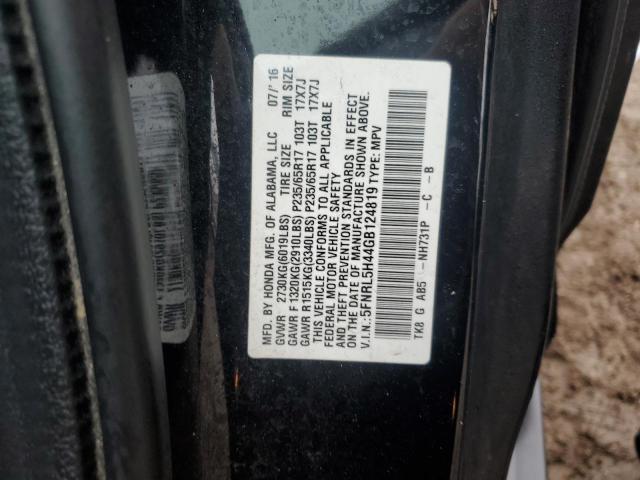 MFD. BY HONDA MFG. OF ALABAMA, LLC 07/'16
GVWR 2730KG(6019LBS) TIRE SIZE RIM SIZE
GAWR F 1320KG(2910LBS) P235/65R17 103T 17X7J
GAWR R1515KG(3340LBS) P235/65R17 103T 17X7J
THIS VEHICLE CONFORMS TO ALL APPLICABLE
FEDERAL MOTOR VEHICLE SAFETY
AND THEFT PREVENTION STANDARDS IN EFFECT
ON THE DATE OF MANUFACTURE SHOWN ABOVE.
V.I.N.: 5FNRL5H44GB124819 TYPE: MPV
TK8 G AB5 -NH731P -C -B